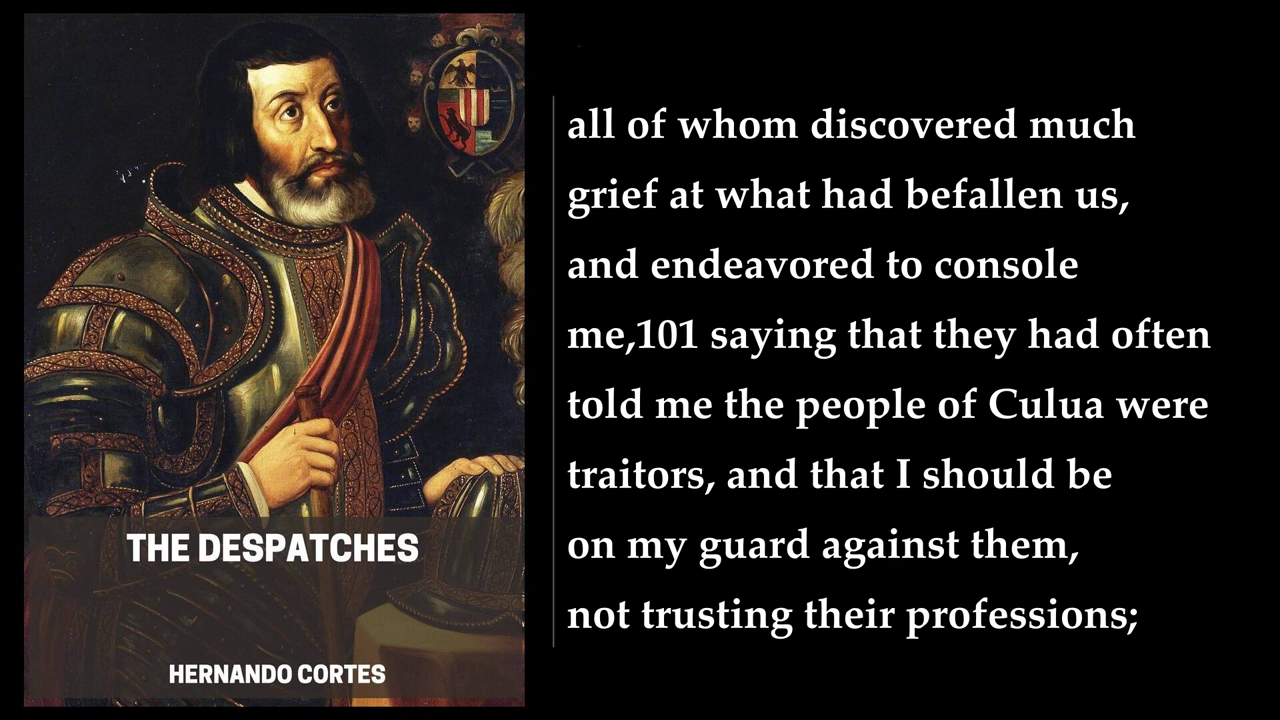 THE DESPATCHES
HERNANDO CORTES
all of whom discovered much
grief at what had befallen us,
and endeavored to console
me,101 saying that they had often
told me the people of Culua were
traitors, and that I should be
on my guard against them,
not trusting their professions;